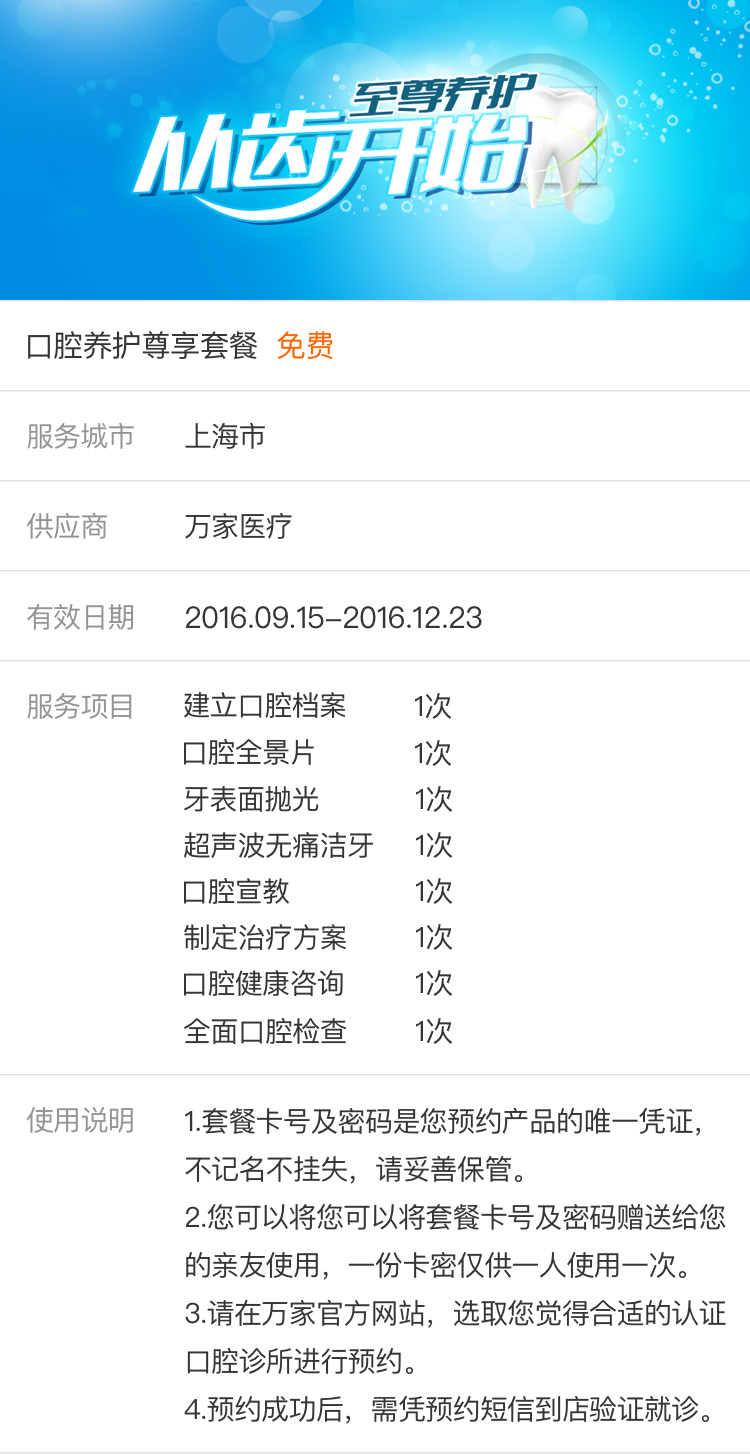 至尊养护
从齿开始
口腔养护尊享套餐 免费
服务城市 上海市
供应商 万家医疗
有效日期 2016.09.15–2016.12.23
服务项目 建立口腔档案 1次
口腔全景片 1次
牙表面抛光 1次
超声波无痛洁牙 1次
口腔宣教 1次
制定治疗方案 1次
口腔健康咨询 1次
全面口腔检查 1次
使用说明 1.套餐卡号及密码是您预约产品的唯一凭证，
不记名不挂失，请妥善保管。
2.您可以将您可以将套餐卡号及密码赠送给您
的亲友使用，一份卡密仅供一人使用一次。
3.请在万家官方网站，选取您觉得合适的认证
口腔诊所进行预约。
4.预约成功后，需凭预约短信到店验证就诊。